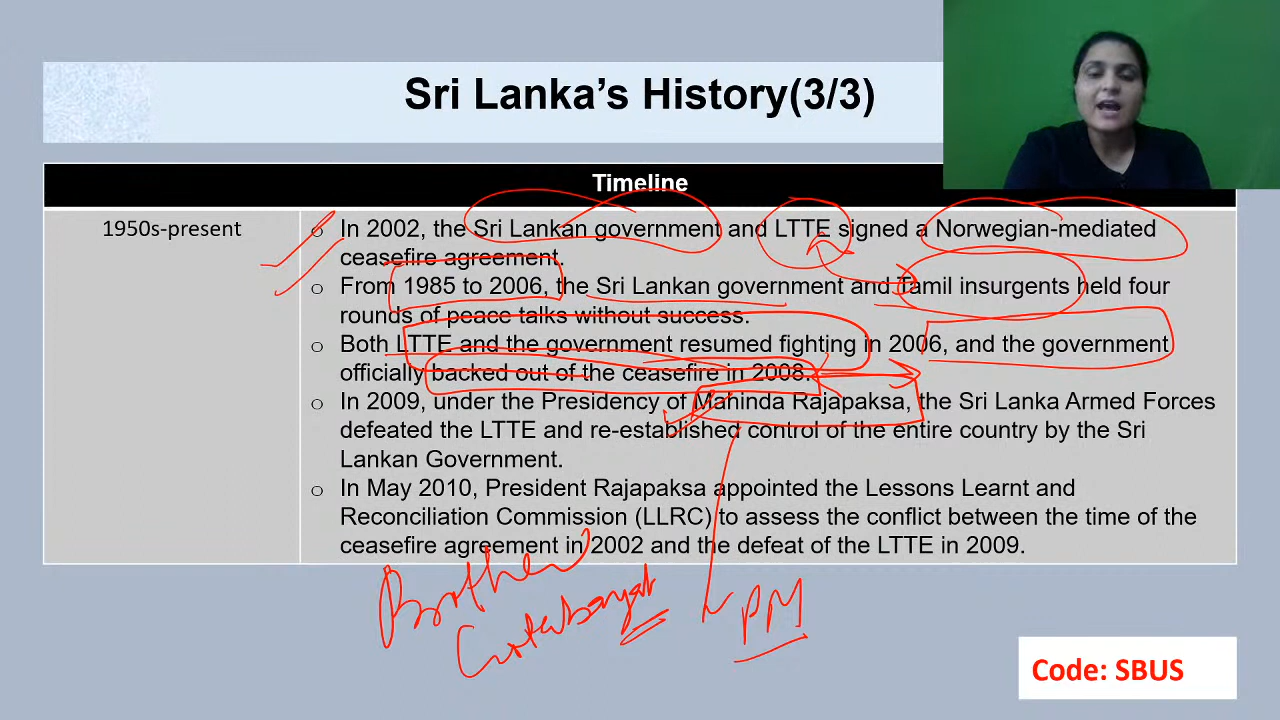 Sri Lanka's History(3/3)
Timeline
1950s-present
o In 2002, the Sri Lankan government and LTTE signed a Norwegian-mediated
ceasefire agreement.
o From 1985 to 2006, the Sri Lankan government and Tamil insurgents held four
rounds of peace talks without success.
o Both LTTE and the government resumed fighting in 2006, and the government
officially backed out of the ceasefire in 2008.
o In 2009, under the Presidency of Mahinda Rajapaksa, the Sri Lanka Armed Forces
defeated the LTTE and re-established control of the entire country by the Sri
Lankan Government.
o In May 2010, President Rajapaksa appointed the Lessons Learnt and
Reconciliation Commission (LLRC) to assess the conflict between the time of the
ceasefire agreement in 2002 and the defeat of the LTTE in 2009.
Brother
PM
Code: SBUS